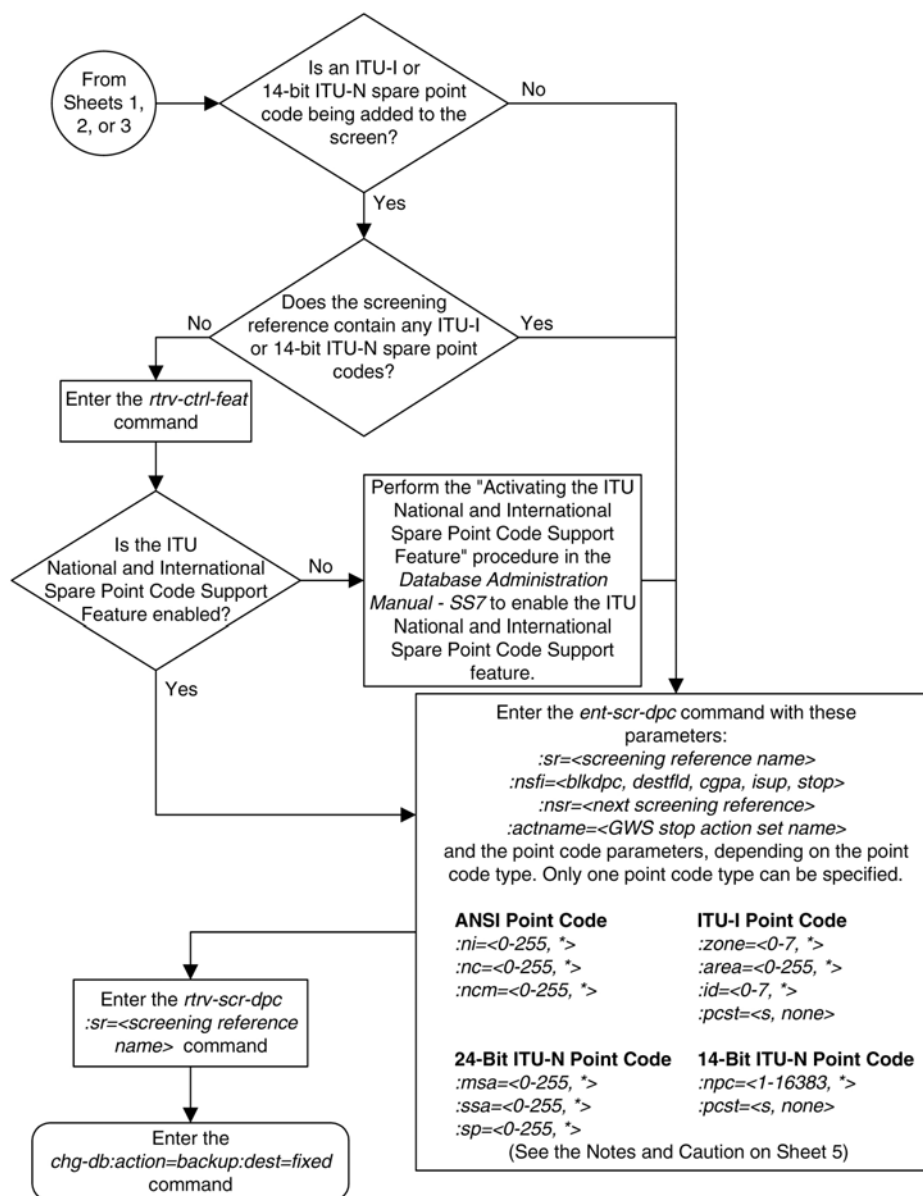 From
Sheets 1,
2, or 3
Is an ITU-I or
14-bit ITU-N spare point
code being added to the
screen?
No
Yes
Does the screening
reference contain any ITU-I
or 14-bit ITU-N spare point
codes?
No
Yes
Enter the rtrv-ctrl-feat
command
Is the ITU
National and International
Spare Point Code Support
Feature enabled?
No
Yes
Perform the "Activating the ITU
National and International
Spare Point Code Support
Feature" procedure in the
Database Administration
Manual - SS7 to enable the ITU
National and International
Spare Point Code Support
feature.
Enter the ent-scr-dpc command with these
parameters:
:sr=<screening reference name>
:nsfi=<blkdpc, destfld, cgpa, isup, stop>
:nsr=<next screening reference>
:actname=<GWS stop action set name>
and the point code parameters, depending on the point
code type. Only one point code type can be specified.
ANSI Point Code
:ni=<0-255, *>
:nc=<0-255, *>
:ncm=<0-255, *>
ITU-I Point Code
:zone=<0-7, *>
:area=<0-255, *>
:id=<0-7, *>
:pcst=<s, none>
24-Bit ITU-N Point Code
:msa=<0-255, *>
:ssa=<0-255, *>
:sp=<0-255, *>
14-Bit ITU-N Point Code
:npc=<1-16383, *>
:pcst=<s, none>
(See the Notes and Caution on Sheet 5)
Enter the rtrv-scr-dpc
:sr=<screening reference
name> command
Enter the
chg-db:action=backup:dest=fixed
command